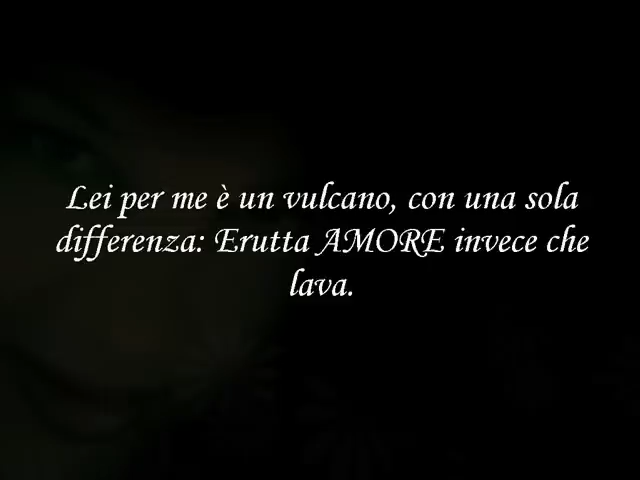 Lei per me è un vulcano, con una sola
differenza: Erutta AMORE invece che
lava.